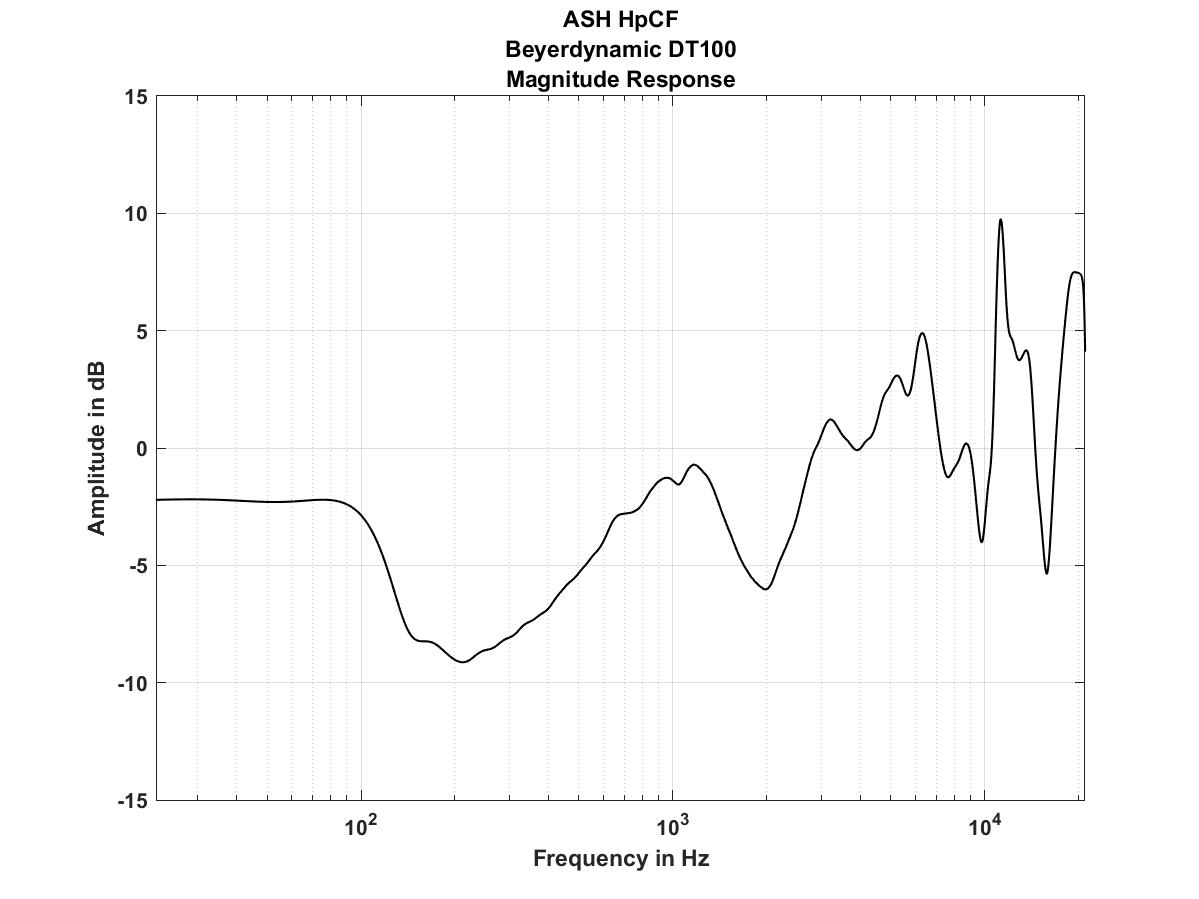 ASH HpCF
Beyerdynamic DT100
Magnitude Response
15
10
5
0
-5
-10
-15
Amplitude in dB
10²
10³
10⁴
Frequency in Hz